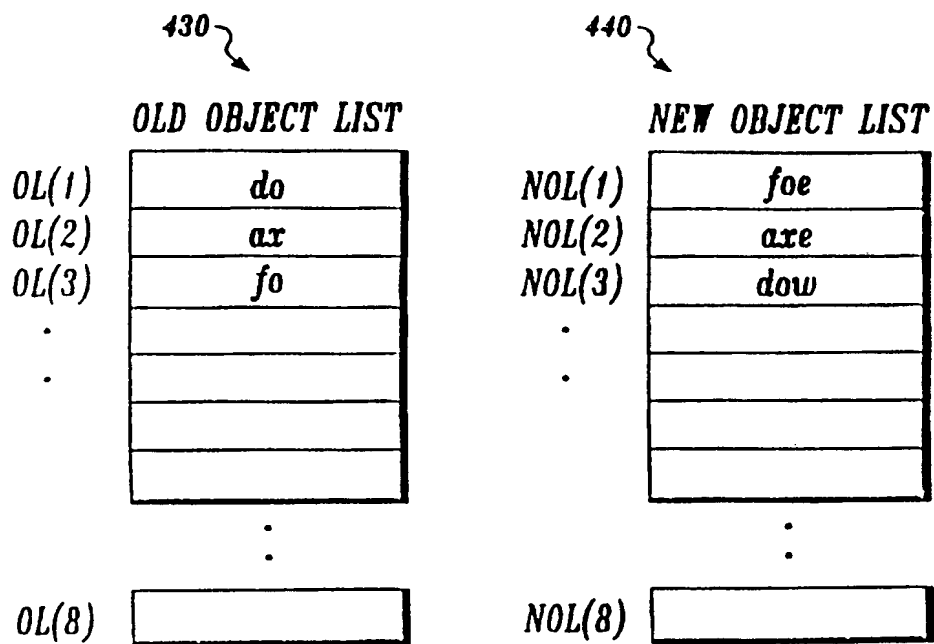 430 440
OLD OBJECT LIST NEW OBJECT LIST
OL(1) do NOL(1) foe
OL(2) ax NOL(2) axe
OL(3) fo NOL(3) dow
OL(8) NOL(8)